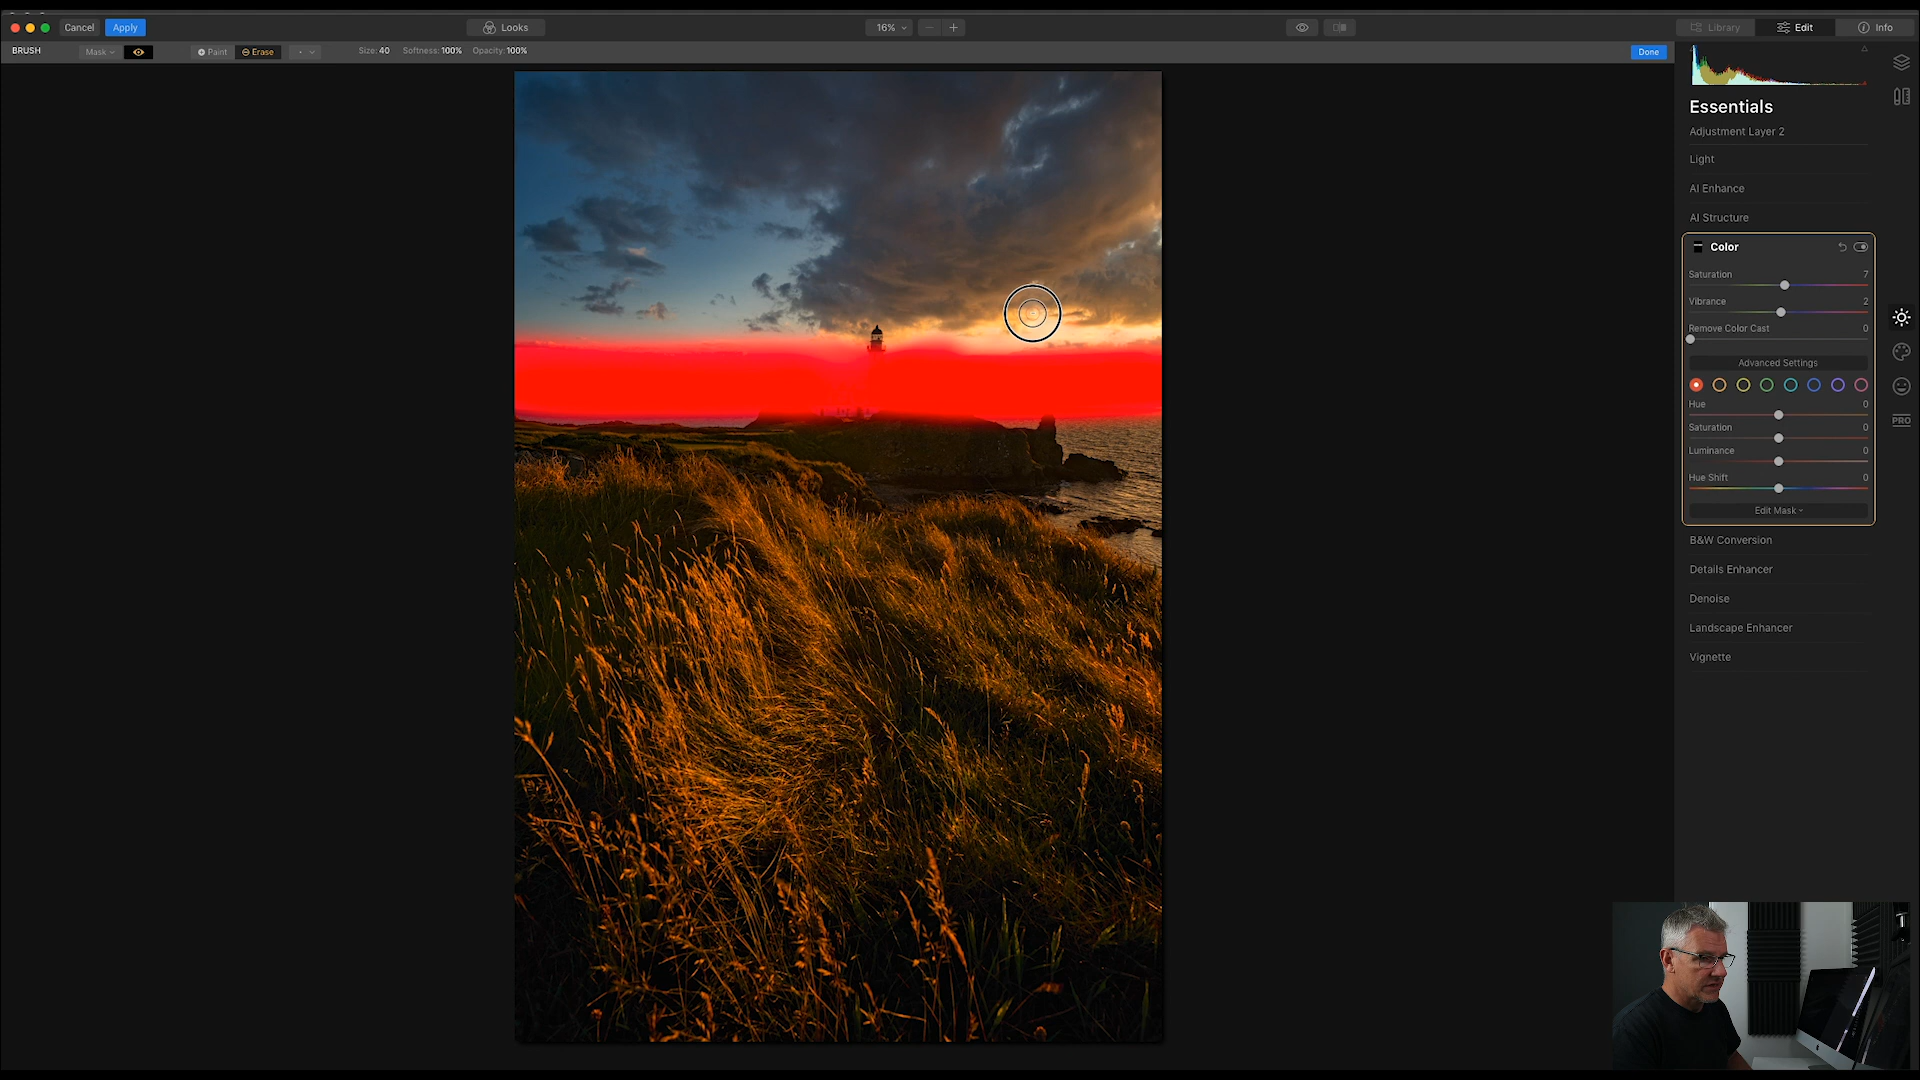 Cancel Apply Looks 16% Library Edit Info
BRUSH Mask Paint Erase Size: 40 Softness: 100% Opacity: 100% Done
Essentials
Adjustment Layer 2
Light
AI Enhance
AI Structure
Color
Saturation 7
Vibrance 2
Remove Color Cast 0
Advanced Settings
Hue 0
Saturation 0
Luminance 0
Hue Shift 0
Edit Mask
B&W Conversion
Details Enhancer
Denoise
Landscape Enhancer
Vignette
PRO